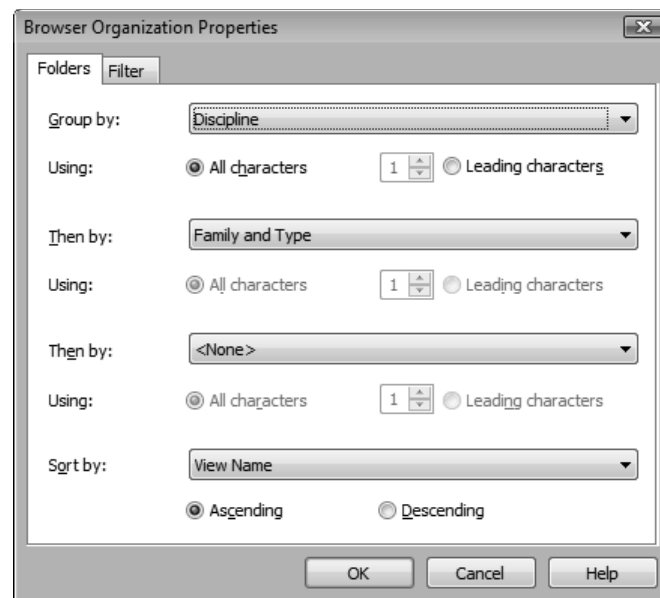 Browser Organization Properties
Folders Filter
Group by: Discipline
Using: All characters 1 Leading characters
Then by: Family and Type
Using: All characters 1 Leading characters
Then by: <None>
Using: All characters 1 Leading characters
Sort by: View Name
Ascending Descending
OK Cancel Help